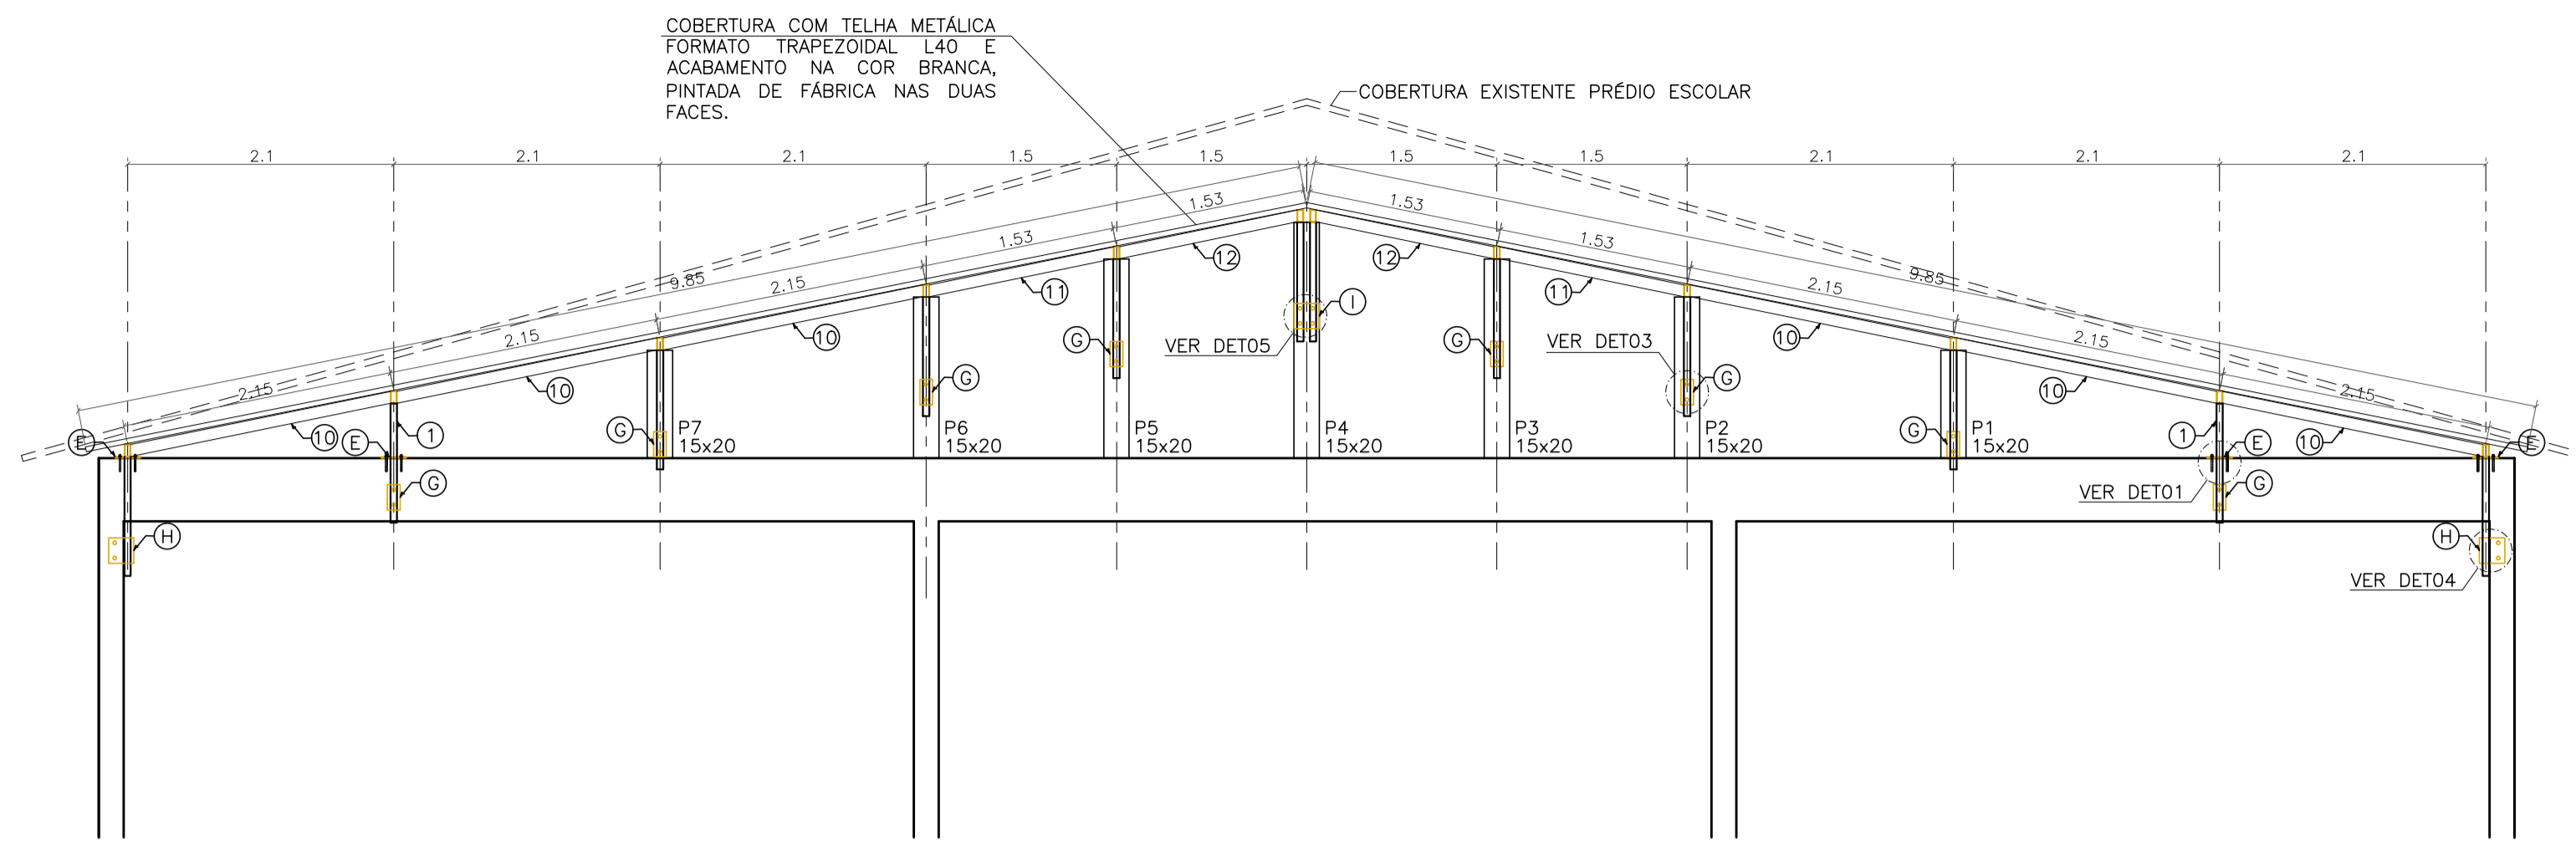 COBERTURA COM TELHA METÁLICA
FORMATO TRAPEZOIDAL L40 E
ACABAMENTO NA COR BRANCA,
PINTADA DE FÁBRICA NAS DUAS
FACES.
COBERTURA EXISTENTE PRÉDIO ESCOLAR
2.1 2.1 2.1 1.5 1.5 1.5 1.5 2.1 2.1 2.1
1.53 1.53
1.53 1.53
9.85 2.15 2.15 9.85
2.15 2.15
2.15 2.15
12 12
11 11
10 10
10 10
10 10
I
VER DET05
VER DET03
G G
G G
1 1
E E E E
G G
P7
15x20
P6
15x20
P5
15x20
P4
15x20
P3
15x20
P2
15x20
P1
15x20
G G
VER DET01
H H
VER DET04